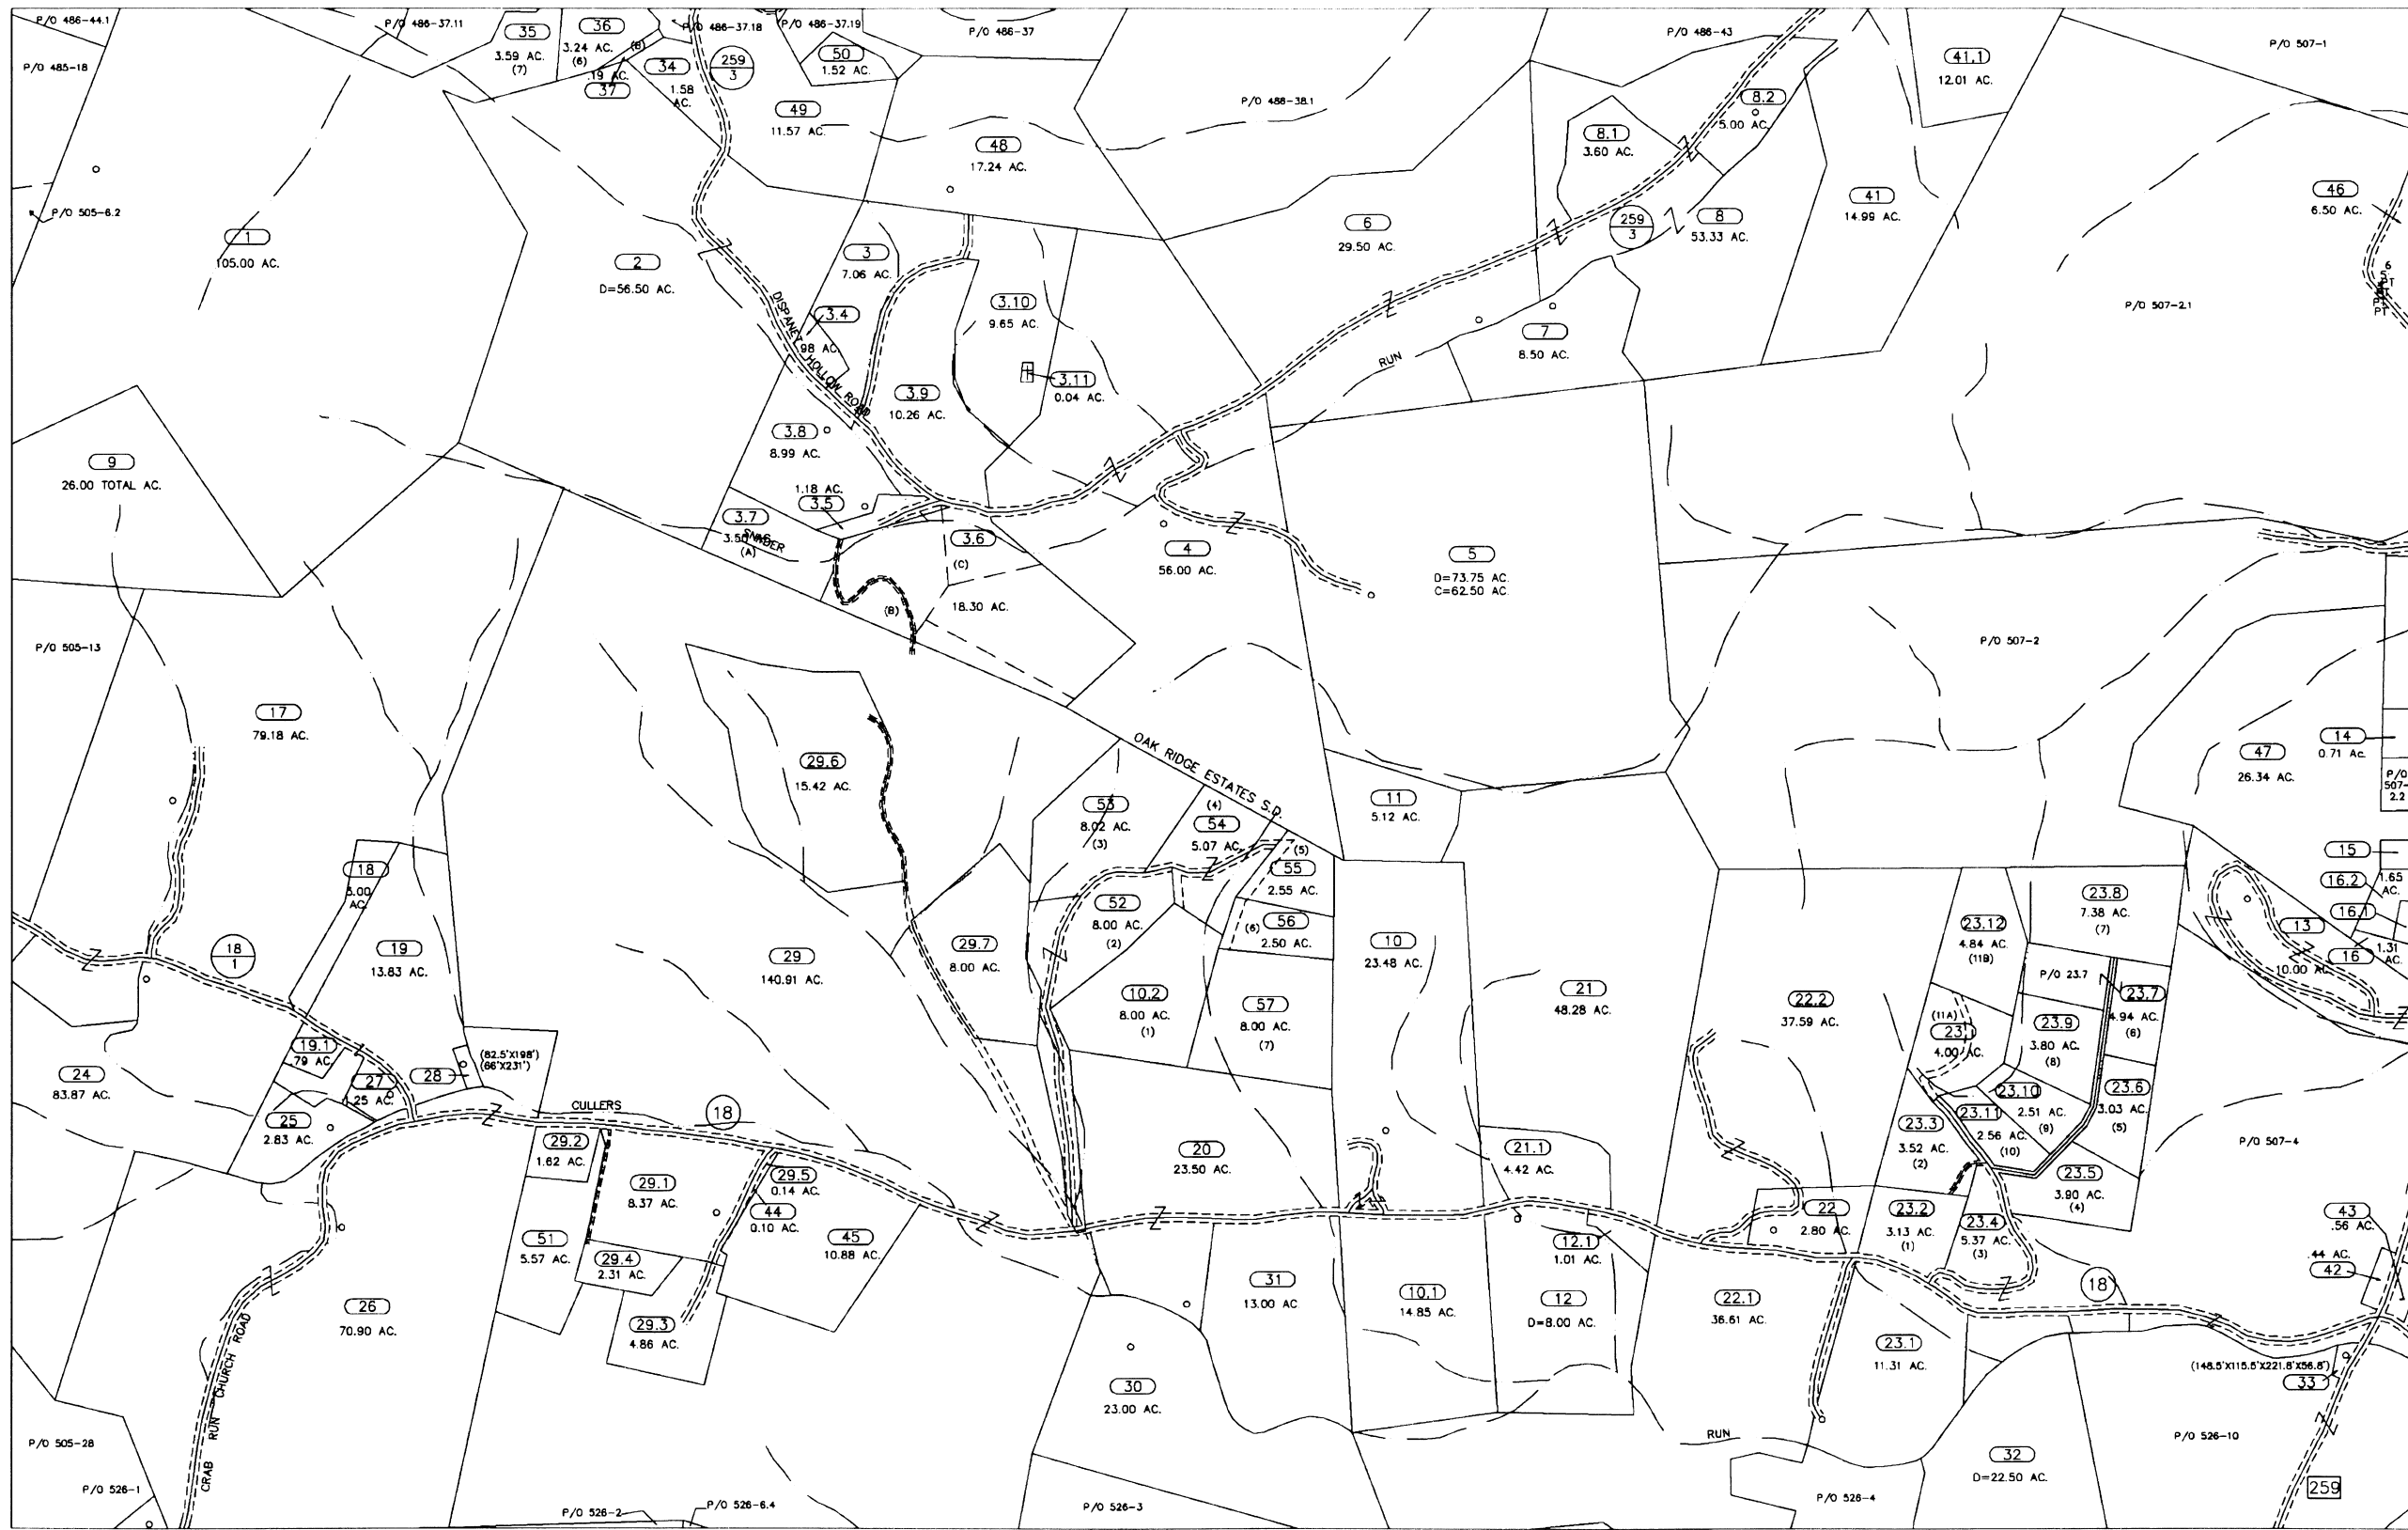 P/O 486-44.1
P/O 486-37.11
35
3.59 AC.
(7)
36
3.24 AC.
(6)
(8)
P/O 486-37.18
P/O 486-37.19
P/O 486-37
P/O 486-43
P/O 507-1
P/O 485-18
.19 AC.
37
34
1.58
AC.
259
3
50
1.52 AC.
41.1
12.01 AC.
49
11.57 AC.
P/O 486-38.1
8.2
5.00 AC.
8.1
3.60 AC.
48
17.24 AC.
P/O 505-6.2
1
105.00 AC.
2
D=56.50 AC.
3
7.06 AC.
6
29.50 AC.
259
3
8
53.33 AC.
41
14.99 AC.
46
6.50 AC.
3.4
.98 AC.
DISPANET HOLLOW ROAD
3.10
9.65 AC.
3.11
0.04 AC.
3.9
10.26 AC.
RUN
7
8.50 AC.
P/O 507-2.1
PT
PT
9
26.00 TOTAL AC.
3.8
8.99 AC.
1.18 AC.
3.5
3.7
(A)
3.6
(C)
18.30 AC.
(B)
4
56.00 AC.
5
D=73.75 AC.
C=62.50 AC.
P/O 505-13
P/O 507-2
17
79.18 AC.
29.6
15.42 AC.
OAK RIDGE ESTATES S.D.
53
8.02 AC.
(3)
(4)
54
5.07 AC.
11
5.12 AC.
47
26.34 AC.
14
0.71 Ac.
P/O
507-
2.2
18
5.00
AC.
(5)
55
2.55 AC.
15
1.65
AC.
16.2
16.1
52
8.00 AC.
(2)
56
(6)
2.50 AC.
23.12
4.84 AC.
(11B)
23.8
7.38 AC.
(7)
13
10.00 AC.
16
1.31
AC.
18
1
19
13.83 AC.
29
140.91 AC.
29.7
8.00 AC.
10
23.48 AC.
21
48.28 AC.
22.2
37.59 AC.
P/O 23.7
23.7
4.94 AC.
(6)
10.2
8.00 AC.
(1)
57
8.00 AC.
(7)
(11A)
4.00 AC.
23.9
3.80 AC.
(8)
24
83.87 AC.
19.1
.79 AC.
27
.25 AC.
28
(82.5'X198')
(66'X231')
23.10
2.51 AC.
(9)
23.6
3.03 AC.
(5)
25
2.83 AC.
CULLERS
18
23.3
3.52 AC.
(2)
23.11
2.56 AC.
(10)
P/O 507-4
29.2
1.62 AC.
20
23.50 AC.
21.1
4.42 AC.
23.5
3.90 AC.
(4)
29.1
8.37 AC.
29.5
0.14 AC.
44
0.10 AC.
22
2.80 AC.
23.2
3.13 AC.
(1)
23.4
5.37 AC.
(3)
43
.56 AC.
51
5.57 AC.
29.4
2.31 AC.
45
10.88 AC.
12.1
1.01 AC.
.44 AC.
42
31
13.00 AC.
10.1
14.85 AC.
12
D=8.00 AC.
22.1
36.61 AC.
18
26
70.90 AC.
29.3
4.86 AC.
23.1
11.31 AC.
(148.5'X115.5'X221.8'X56.8')
33
30
23.00 AC.
CRAB RUN CHURCH ROAD
P/O 505-28
RUN
P/O 526-10
32
D=22.50 AC.
P/O 526-1
P/O 526-2
P/O 526-6.4
P/O 526-3
P/O 526-4
259